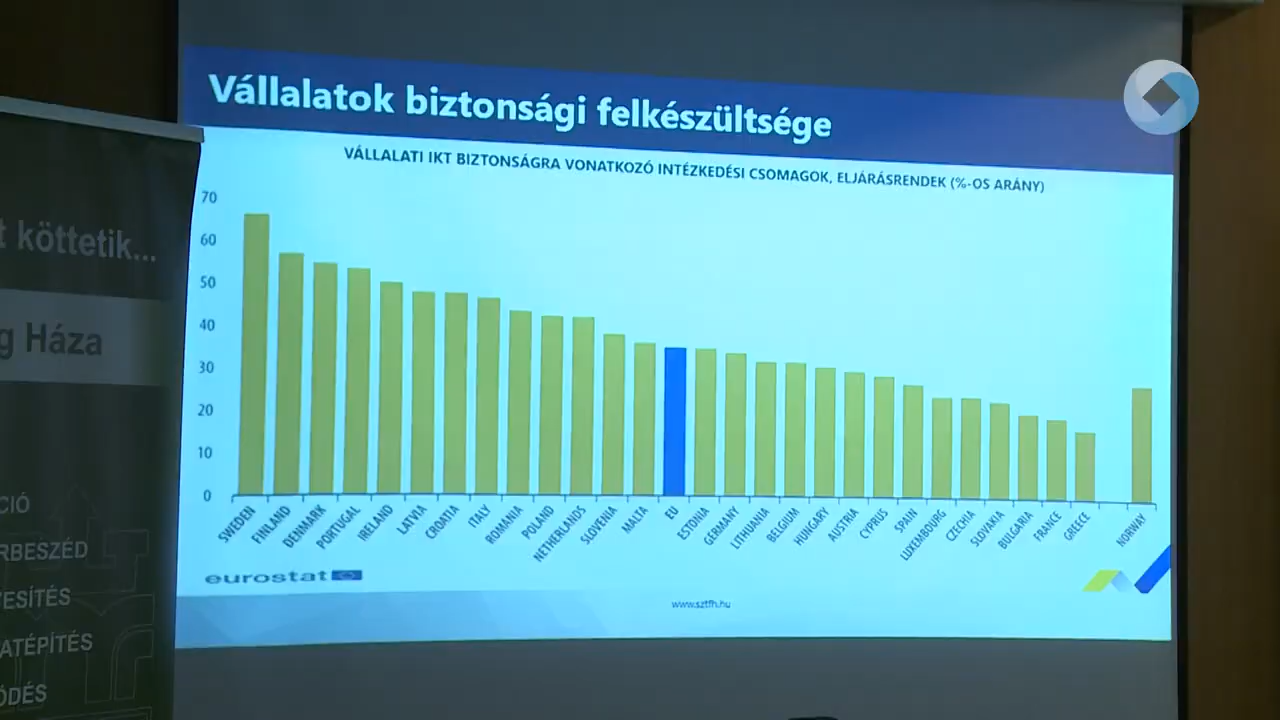 Vállalatok biztonsági felkészültsége
VÁLLALATI IKT BIZTONSÁGRA VONATKOZÓ INTÉZKEDÉSI CSOMAGOK, ELJÁRÁSRENDEK (%-OS ARÁNY)
70
60
50
40
30
20
10
0
SWEDEN
FINLAND
DENMARK
PORTUGAL
IRELAND
LATVIA
CROATIA
ITALY
ROMANIA
POLAND
NETHERLANDS
SLOVENIA
MALTA
EU
ESTONIA
GERMANY
LITHUANIA
BELGIUM
HUNGARY
AUSTRIA
CYPRUS
SPAIN
LUXEMBOURG
CZECHIA
SLOVAKIA
BULGARIA
FRANCE
GREECE
NORWAY
eurostat
www.sztfh.hu
t köttetik...
g Háza
CIÓ
RBESZÉD
YESÍTÉS
ATÉPÍTÉS
ŐDÉS